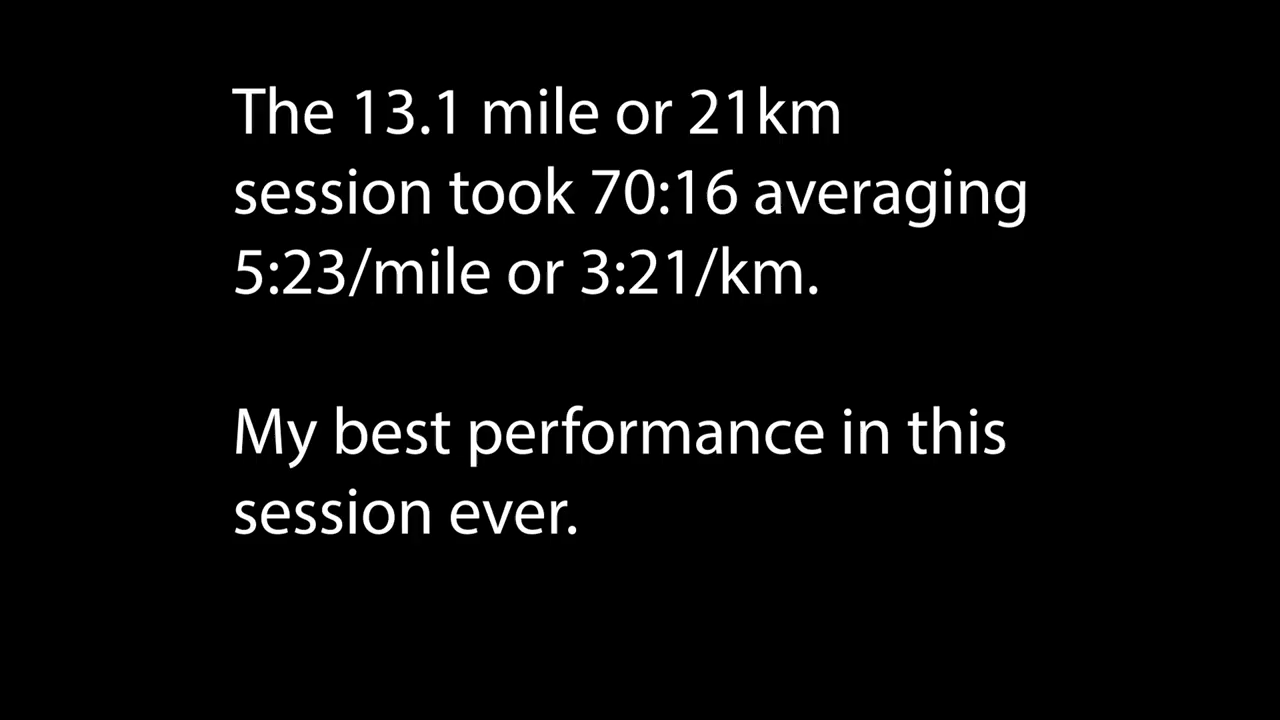 The 13.1 mile or 21km
session took 70:16 averaging
5:23/mile or 3:21/km.
My best performance in this
session ever.